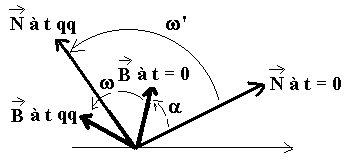 N⃗ à t qq
ω'
B⃗ à t = 0
ω
N⃗ à t = 0
B⃗ à t qq
α